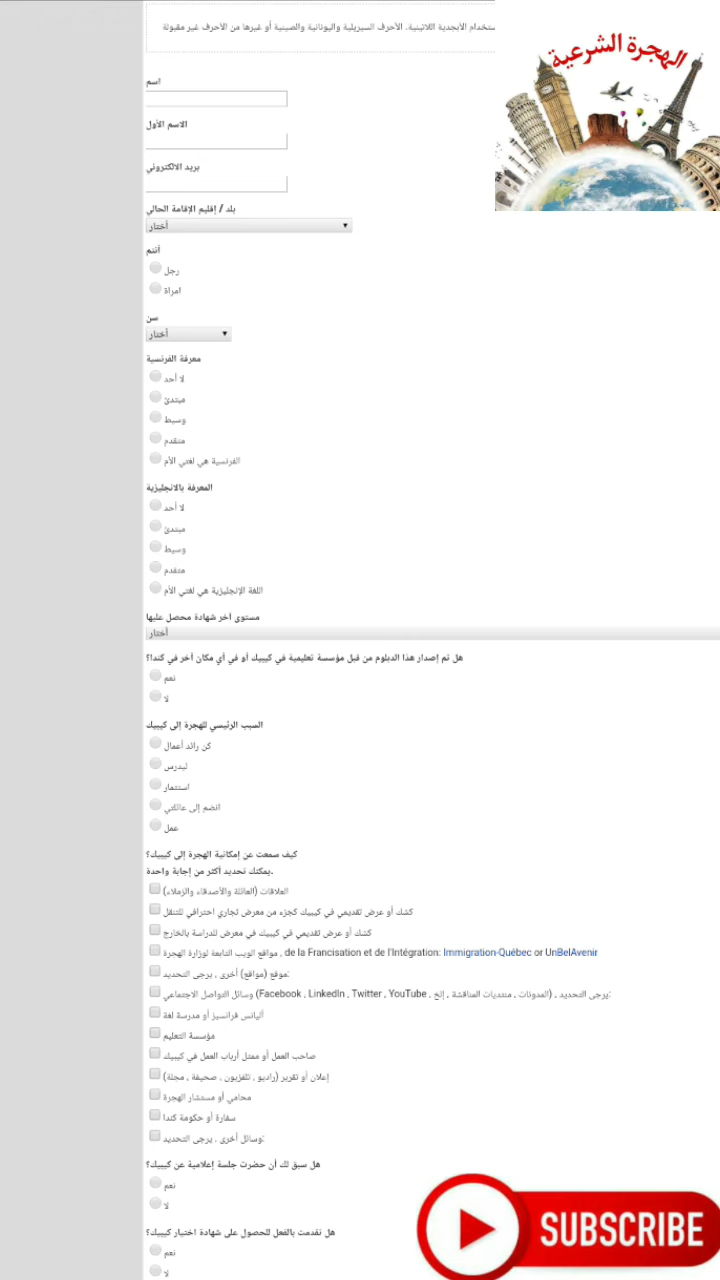 ستخدام الأبجدية اللاتينية. الأحرف السيريلية واليونانية والصينية أو غيرها من الأحرف غير مقبولة
الهجرة الشرعية
اسم
الاسم الأول
بريد الالكتروني
بلد / إقليم الإقامة الحالي
أختار
أنتم
رجل
امرأة
سن
أختار
معرفة الفرنسية
لا أحد
مبتدئ
وسيط
متقدم
الفرنسية هي لغتي الأم
المعرفة بالانجليزية
لا أحد
مبتدئ
وسيط
متقدم
اللغة الإنجليزية هي لغتي الأم
مستوى آخر شهادة محصل عليها
أختار
هل تم إصدار هذا الدبلوم من قبل مؤسسة تعليمية في كيبيك أو في أي مكان آخر في كندا؟
نعم
لا
السبب الرئيسي للهجرة إلى كيبيك
كن رائد أعمال
ليدرس
استثمار
انضم إلى عائلتي
عمل
كيف سمعت عن إمكانية الهجرة إلى كيبيك؟
يمكنك تحديد أكثر من إجابة واحدة.
العلاقات (العائلة والأصدقاء والزملاء)
كشك أو عرض تقديمي في كيبيك كجزء من معرض تجاري احترافي للتنقل
كشك أو عرض تقديمي في كيبيك في معرض للدراسة بالخارج
مواقع الويب التابعة لوزارة الهجرة , de la Francisation et de l'Intégration: Immigration-Québec or UnBelAvenir
موقع (مواقع) أخرى , يرجى التحديد:
وسائل التواصل الاجتماعي (Facebook , LinkedIn , Twitter , YouTube , المدونات , منتديات المناقشة , إلخ) , يرجى التحديد:
أليانس فرانسيز أو مدرسة لغة
مؤسسة التعليم
صاحب العمل أو ممثل أرباب العمل في كيبيك
إعلان أو تقرير (راديو , تلفزيون , صحيفة , مجلة)
محامي أو مستشار الهجرة
سفارة أو حكومة كندا
وسائل أخرى , يرجى التحديد:
هل سبق لك أن حضرت جلسة إعلامية عن كيبيك؟
نعم
لا
هل تقدمت بالفعل للحصول على شهادة اختيار كيبيك؟
نعم
لا
SUBSCRIBE